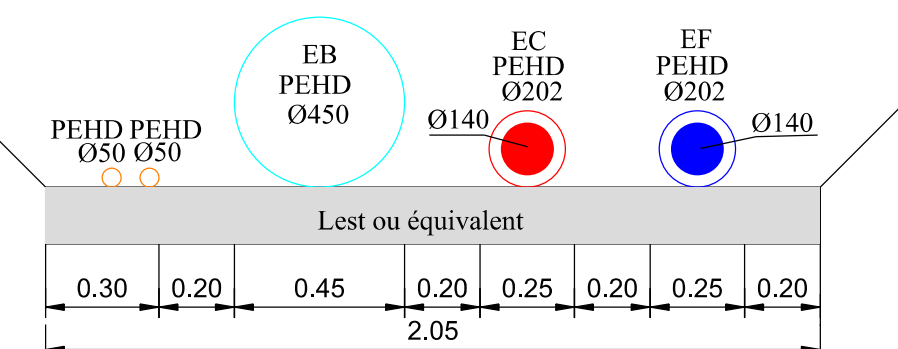 EB
PEHD
Ø450
EC
PEHD
Ø202
EF
PEHD
Ø202
PEHD PEHD
Ø50 Ø50
Ø140
Ø140
Lest ou équivalent
0.30 0.20 0.45 0.20 0.25 0.20 0.25 0.20
2.05